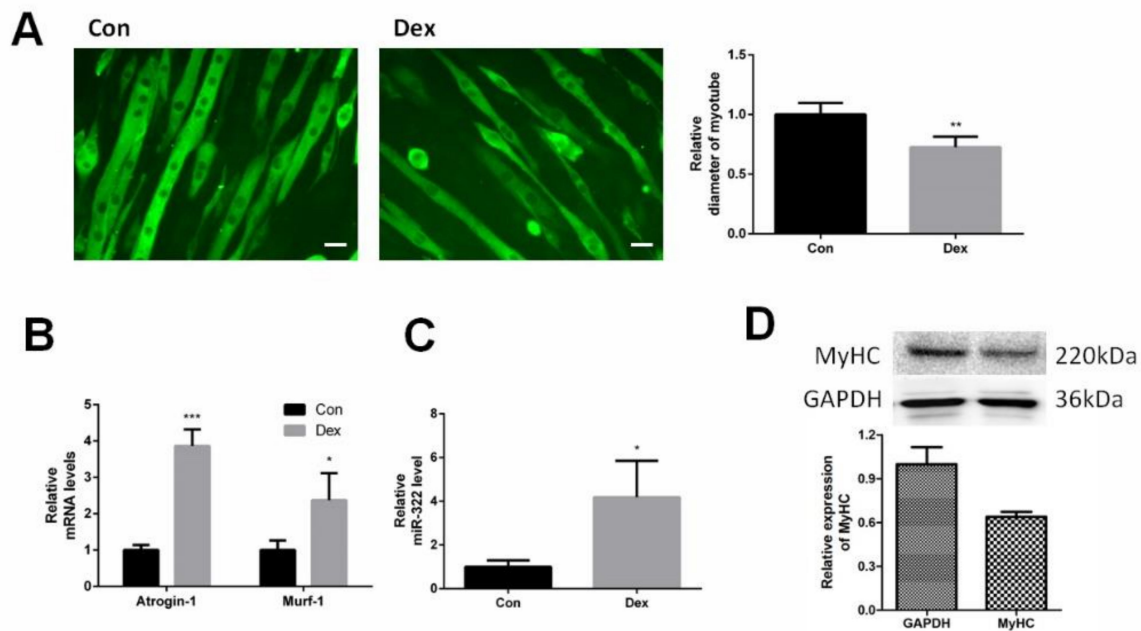 A
Con
Dex
Relative
diameter of myotube
1.5
1.0
0.5
0.0
**
Con
Dex
B
Relative
mRNA levels
5
4
3
2
1
0
***
*
Con
Dex
Atrogin-1
Murf-1
C
Relative
miR-322 level
8
6
4
2
0
*
Con
Dex
D
MyHC
220kDa
GAPDH
36kDa
Relative expression
of MyHC
1.2
0.9
0.6
0.3
0.0
GAPDH
MyHC